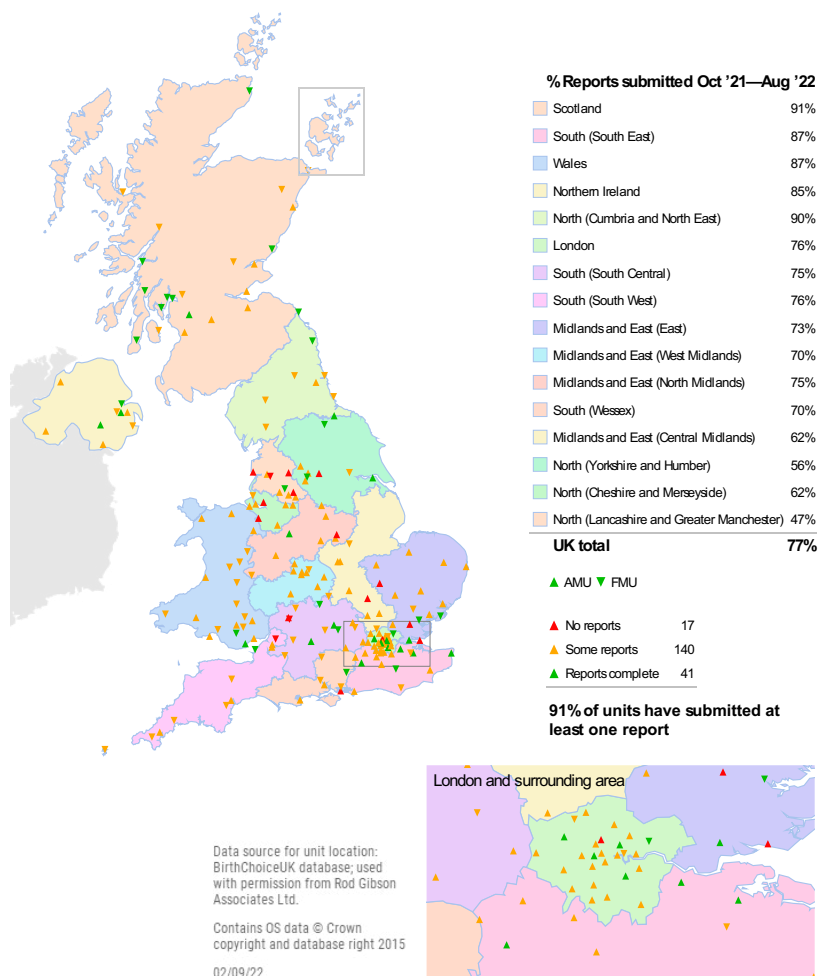 % Reports submitted Oct '21—Aug '22
Scotland 91%
South (South East) 87%
Wales 87%
Northern Ireland 85%
North (Cumbria and North East) 90%
London 76%
South (South Central) 75%
South (South West) 76%
Midlands and East (East) 73%
Midlands and East (West Midlands) 70%
Midlands and East (North Midlands) 75%
South (Wessex) 70%
Midlands and East (Central Midlands) 62%
North (Yorkshire and Humber) 56%
North (Cheshire and Merseyside) 62%
North (Lancashire and Greater Manchester) 47%
UK total 77%
AMU FMU
No reports 17
Some reports 140
Reports complete 41
91% of units have submitted at
least one report
London and surrounding area
Data source for unit location:
BirthChoiceUK database; used
with permission from Rod Gibson
Associates Ltd.
Contains OS data © Crown
copyright and database right 2015
02/09/22